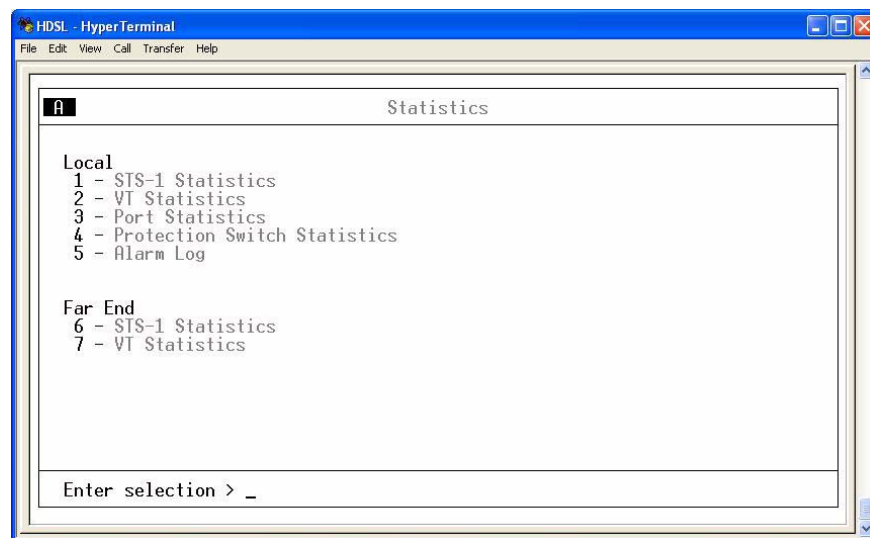 HDSL - HyperTerminal
File Edit View Call Transfer Help
A Statistics
Local
1 - STS-1 Statistics
2 - VT Statistics
3 - Port Statistics
4 - Protection Switch Statistics
5 - Alarm Log
Far End
6 - STS-1 Statistics
7 - VT Statistics
Enter selection > _